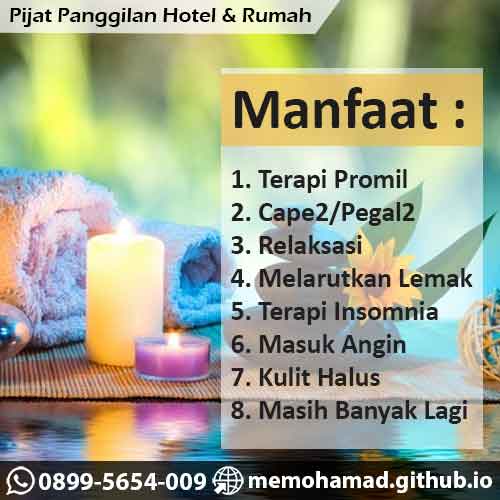 Pijat Panggilan Hotel & Rumah
Manfaat :
1. Terapi Promil
2. Cape2/Pegal2
3. Relaksasi
4. Melarutkan Lemak
5. Terapi Insomnia
6. Masuk Angin
7. Kulit Halus
8. Masih Banyak Lagi
0899-5654-009 memohamad.github.io